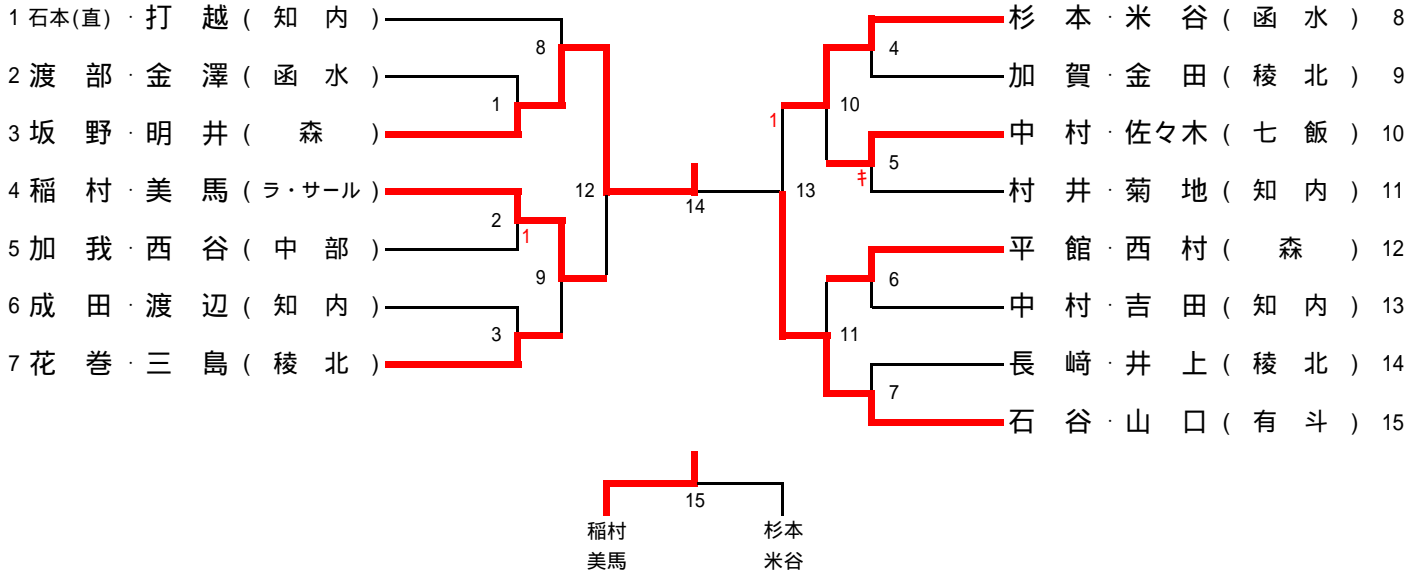 1 石本(直) ・ 打 越 ( 知 内 )
2 渡 部 ・ 金 澤 ( 函 水 )
3 坂 野 ・ 明 井 ( 森 )
4 稲 村 ・ 美 馬 ( ラ・サール )
5 加 我 ・ 西 谷 ( 中 部 )
6 成 田 ・ 渡 辺 ( 知 内 )
7 花 巻 ・ 三 島 ( 稜 北 )
8
1
2
1
9
3
12
14
13
1
10
4
5
キ
6
11
7
杉 本 ・ 米 谷 ( 函 水 ) 8
加 賀 ・ 金 田 ( 稜 北 ) 9
中 村 ・ 佐々木 ( 七 飯 ) 10
村 井 ・ 菊 地 ( 知 内 ) 11
平 館 ・ 西 村 ( 森 ) 12
中 村 ・ 吉 田 ( 知 内 ) 13
長 﨑 ・ 井 上 ( 稜 北 ) 14
石 谷 ・ 山 口 ( 有 斗 ) 15
15
稲村
美馬
杉本
米谷